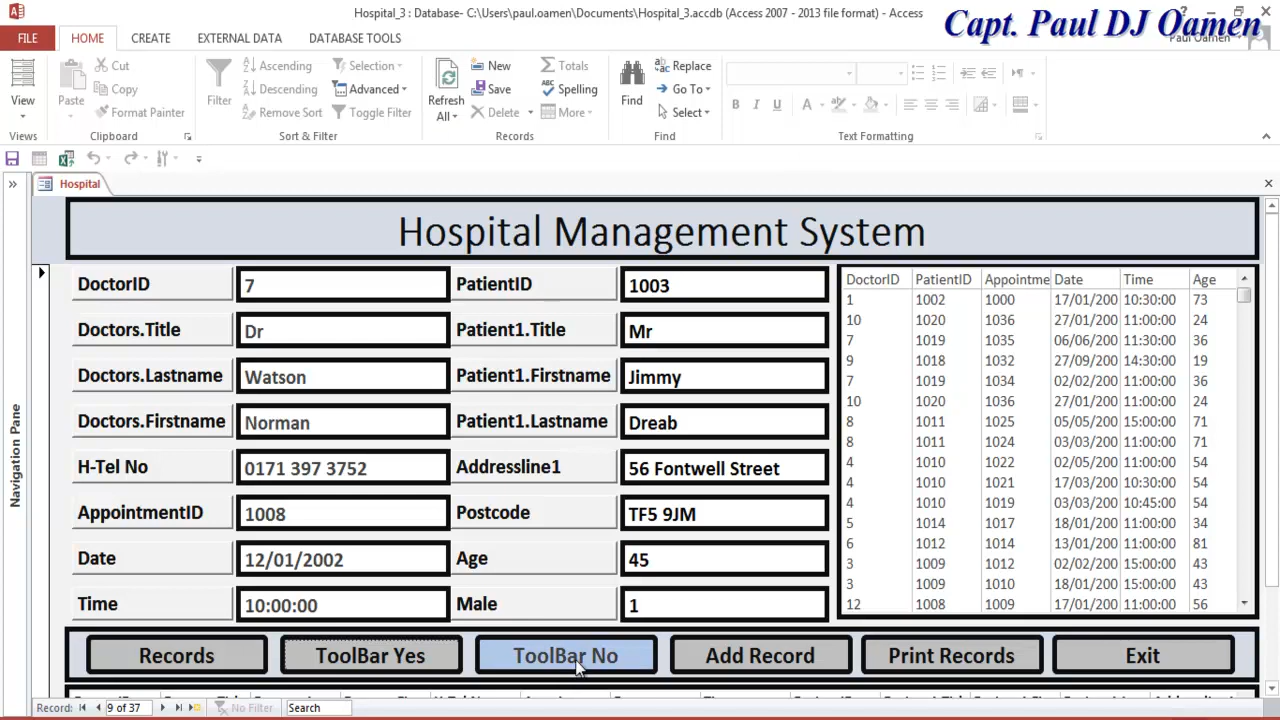 Hospital_3 : Database- C:\Users\paul.oamen\Documents\Hospital_3.accdb (Access 2007 - 2013 file format) - Access
Capt. Paul DJ Oamen
Paul Oamen
FILE HOME CREATE EXTERNAL DATA DATABASE TOOLS
View
Views
Paste
Cut
Copy
Format Painter
Clipboard
Filter
Ascending
Descending
Remove Sort
Selection
Advanced
Toggle Filter
Sort & Filter
Refresh
All
New
Save
Delete
Totals
Spelling
More
Records
Find
Replace
Go To
Select
Find
B I U A
Text Formatting
Hospital
Navigation Pane
Hospital Management System
DoctorID 7 PatientID 1003
Doctors.Title Dr Patient1.Title Mr
Doctors.Lastname Watson Patient1.Firstname Jimmy
Doctors.Firstname Norman Patient1.Lastname Dreab
H-Tel No 0171 397 3752 Addressline1 56 Fontwell Street
AppointmentID 1008 Postcode TF5 9JM
Date 12/01/2002 Age 45
Time 10:00:00 Male 1
DoctorID PatientID Appointme Date Time Age
1 1002 1000 17/01/200 10:30:00 73
10 1020 1036 27/01/200 11:00:00 24
7 1019 1035 06/06/200 11:30:00 36
9 1018 1032 27/09/200 14:30:00 19
7 1019 1034 02/02/200 11:00:00 36
10 1020 1036 27/01/200 11:00:00 24
8 1011 1025 05/05/200 15:00:00 71
8 1011 1024 03/03/200 11:00:00 71
4 1010 1022 02/05/200 11:00:00 54
4 1010 1021 17/03/200 10:30:00 54
4 1010 1019 03/03/200 10:45:00 54
5 1014 1017 18/01/200 11:00:00 34
6 1012 1014 13/01/200 11:00:00 81
3 1009 1012 02/02/200 15:00:00 43
3 1009 1010 18/01/200 15:00:00 43
12 1008 1009 17/01/200 11:00:00 56
Records ToolBar Yes ToolBar No Add Record Print Records Exit
Record: 9 of 37 No Filter Search